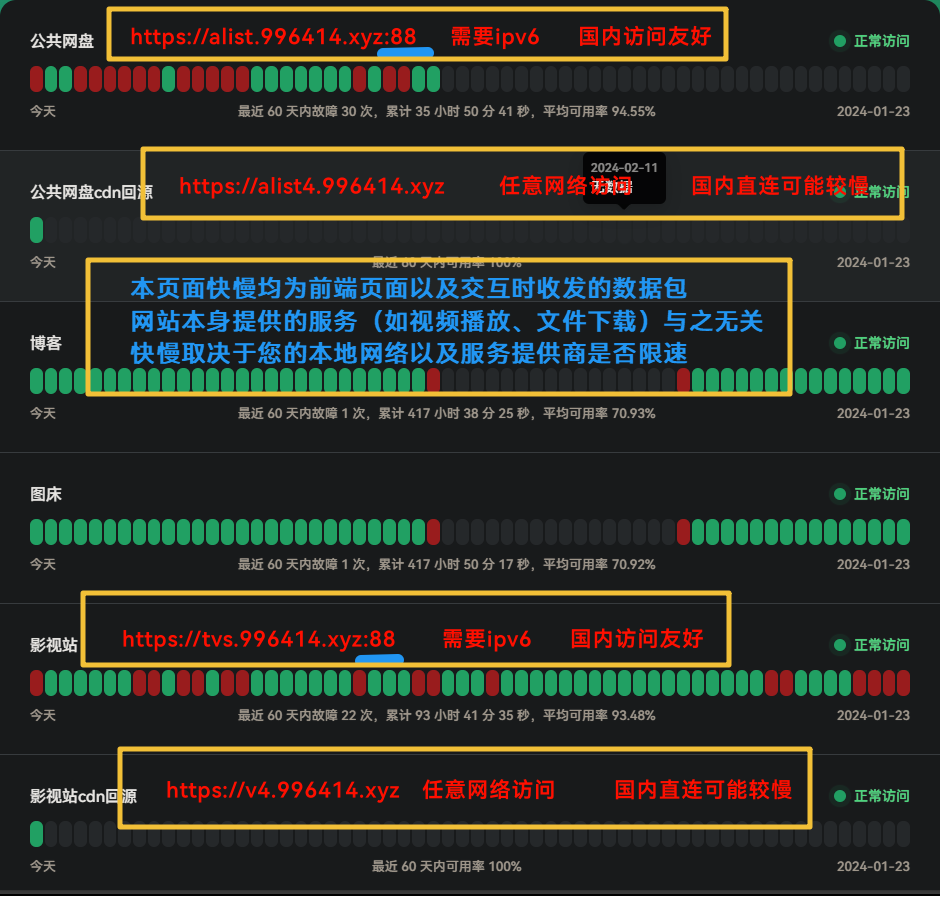 公共网盘 https://alist.996414.xyz:88 需要ipv6 国内访问友好 正常访问
今天 最近 60 天内故障 30 次，累计 35 小时 50 分 41 秒，平均可用率 94.55% 2024-01-23
2024-02-11
公共网盘cdn回源 https://alist4.996414.xyz 任意网络访问 无数据 国内直连可能较慢 正常访问
今天 最近 60 天内可用率 100% 2024-01-23
本页面快慢均为前端页面以及交互时收发的数据包
网站本身提供的服务（如视频播放、文件下载）与之无关
博客 快慢取决于您的本地网络以及服务提供商是否限速 正常访问
今天 最近 60 天内故障 1 次，累计 417 小时 38 分 25 秒，平均可用率 70.93% 2024-01-23
图床 正常访问
今天 最近 60 天内故障 1 次，累计 417 小时 50 分 17 秒，平均可用率 70.92% 2024-01-23
影视站 https://tvs.996414.xyz:88 需要ipv6 国内访问友好 正常访问
今天 最近 60 天内故障 22 次，累计 93 小时 41 分 35 秒，平均可用率 93.48% 2024-01-23
影视站cdn回源 https://v4.996414.xyz 任意网络访问 国内直连可能较慢 正常访问
今天 最近 60 天内可用率 100% 2024-01-23